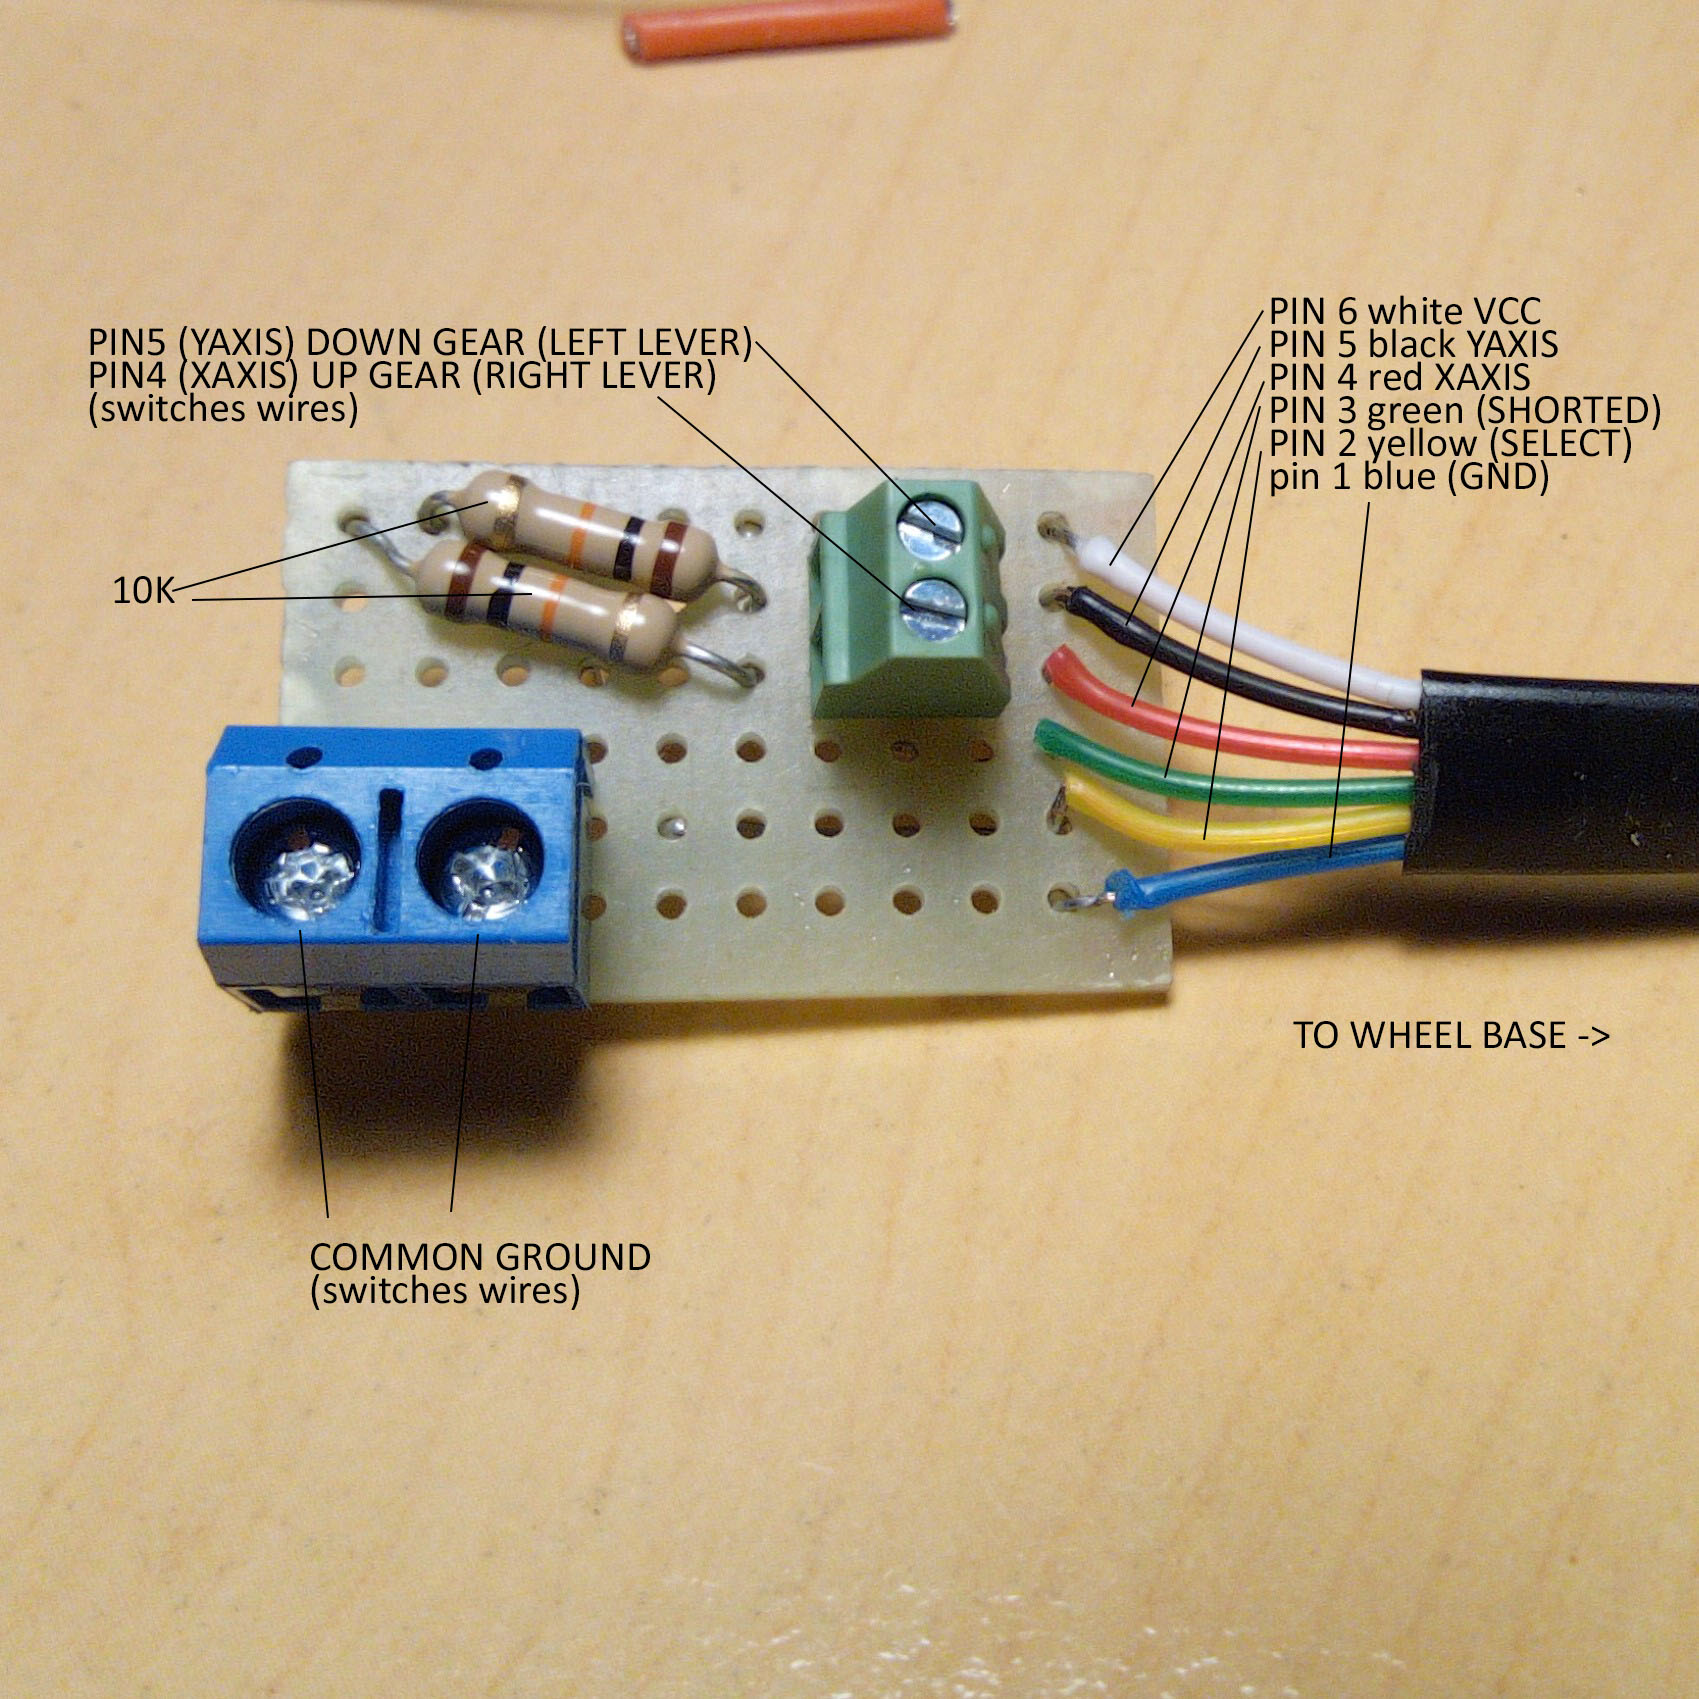 PIN5 (YAXIS) DOWN GEAR (LEFT LEVER)
PIN4 (XAXIS) UP GEAR (RIGHT LEVER)
(switches wires)
PIN 6 white VCC
PIN 5 black YAXIS
PIN 4 red XAXIS
PIN 3 green (SHORTED)
PIN 2 yellow (SELECT)
pin 1 blue (GND)
10K
TO WHEEL BASE ->
COMMON GROUND
(switches wires)